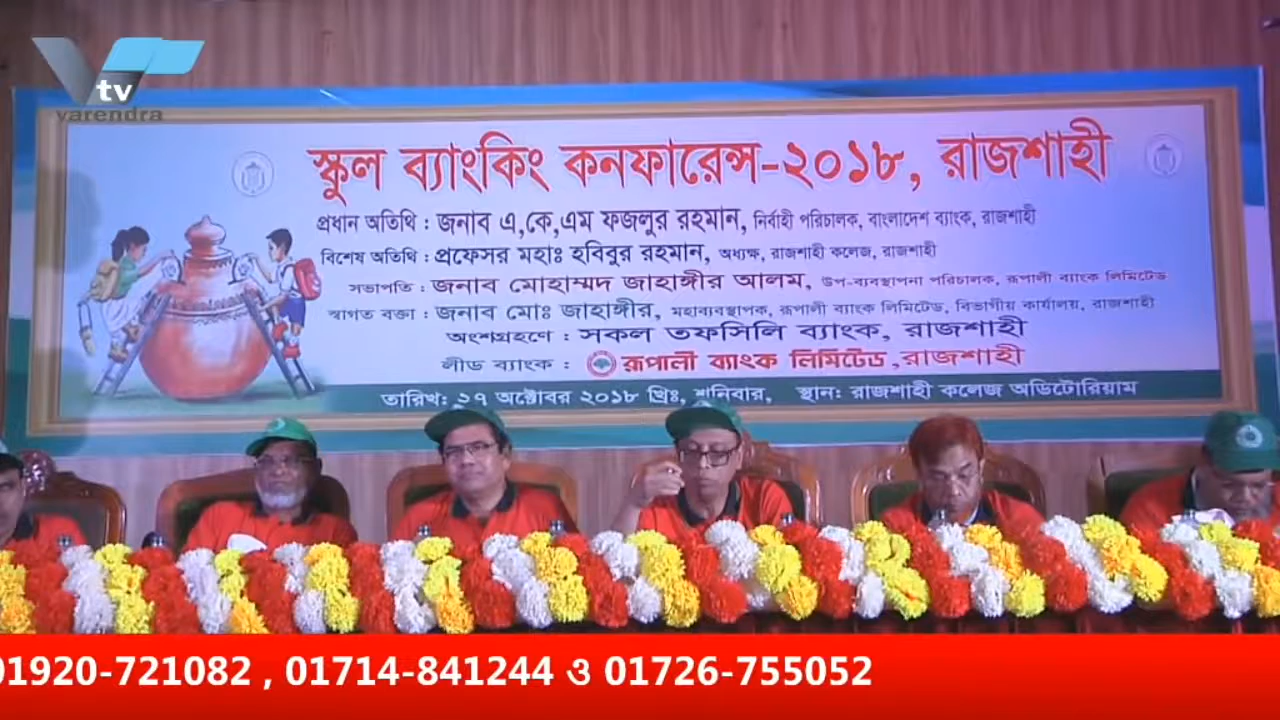 tv
varendra
স্কুল ব্যাংকিং কনফারেন্স-২০১৮, রাজশাহী
প্রধান অতিথি : জনাব এ,কে,এম ফজলুর রহমান, নির্বাহী পরিচালক, বাংলাদেশ ব্যাংক, রাজশাহী
বিশেষ অতিথি : প্রফেসর মহাঃ হবিবুর রহমান, অধ্যক্ষ, রাজশাহী কলেজ, রাজশাহী
সভাপতি : জনাব মোহাম্মদ জাহাঙ্গীর আলম, উপ-ব্যবস্থাপনা পরিচালক, রূপালী ব্যাংক লিমিটেড
স্বাগত বক্তা : জনাব মোঃ জাহাঙ্গীর, মহাব্যবস্থাপক, রূপালী ব্যাংক লিমিটেড, বিভাগীয় কার্যালয়, রাজশাহী
অংশগ্রহণে : সকল তফসিলি ব্যাংক, রাজশাহী
লীড ব্যাংক : রূপালী ব্যাংক লিমিটেড, রাজশাহী
তারিখ: ২৭ অক্টোবর ২০১৮ খ্রিঃ, শনিবার, স্থান: রাজশাহী কলেজ অডিটোরিয়াম
01920-721082 , 01714-841244 ও 01726-755052